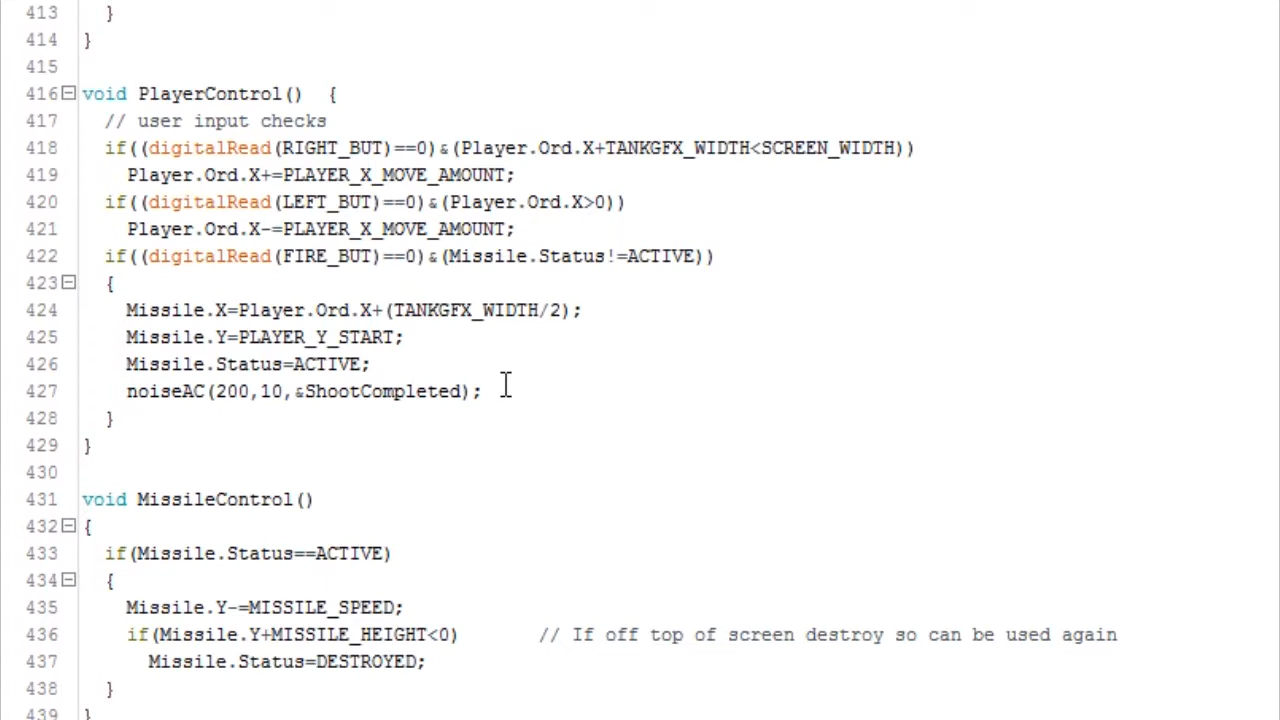 413   }
414 }
415
416 void PlayerControl()  {
417   // user input checks
418   if((digitalRead(RIGHT_BUT)==0)&(Player.Ord.X+TANKGFX_WIDTH<SCREEN_WIDTH))
419     Player.Ord.X+=PLAYER_X_MOVE_AMOUNT;
420   if((digitalRead(LEFT_BUT)==0)&(Player.Ord.X>0))
421     Player.Ord.X-=PLAYER_X_MOVE_AMOUNT;
422   if((digitalRead(FIRE_BUT)==0)&(Missile.Status!=ACTIVE))
423   {
424     Missile.X=Player.Ord.X+(TANKGFX_WIDTH/2);
425     Missile.Y=PLAYER_Y_START;
426     Missile.Status=ACTIVE;
427     noiseAC(200,10,&ShootCompleted);
428   }
429 }
430
431 void MissileControl()
432 {
433   if(Missile.Status==ACTIVE)
434   {
435     Missile.Y-=MISSILE_SPEED;
436     if(Missile.Y+MISSILE_HEIGHT<0)        // If off top of screen destroy so can be used again
437       Missile.Status=DESTROYED;
438   }
439 }